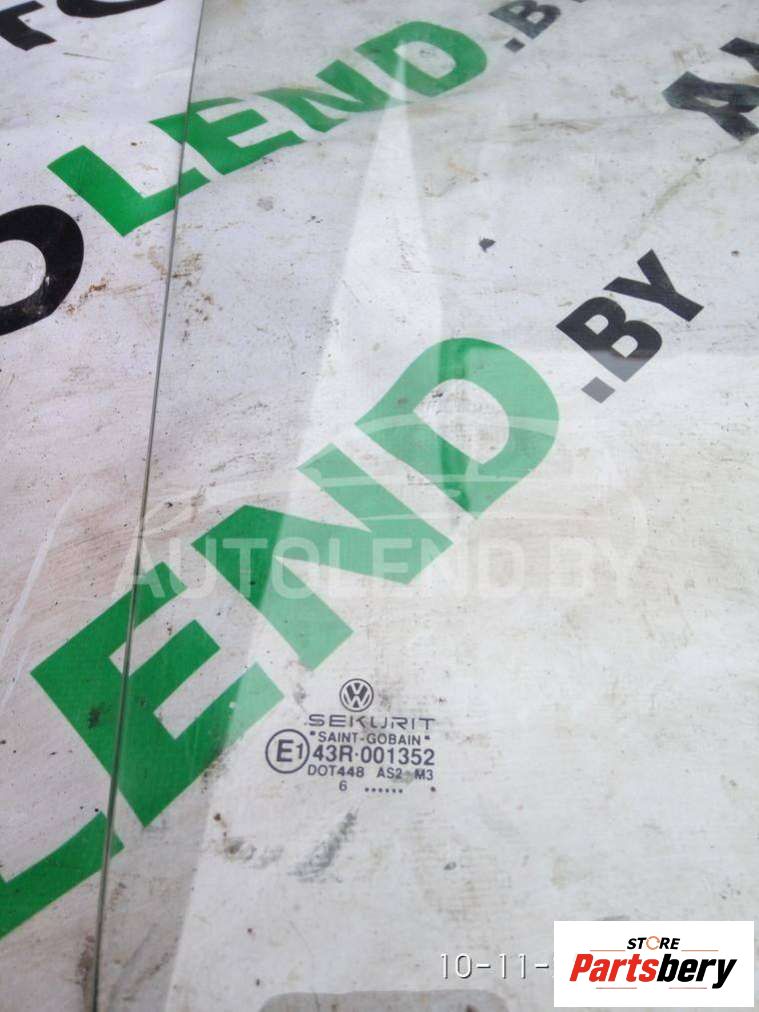 LEND.BY
LEND.BY
AUTOLEND.BY
VW
SEKURIT
"SAINT-GOBAIN"
E1 43R-001352
DOT448 AS2 M3
6 ......
10-11-
STORE
Partsbery